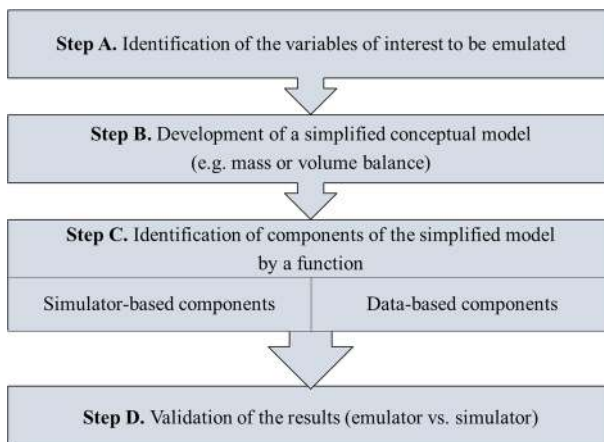 Step A. Identification of the variables of interest to be emulated
Step B. Development of a simplified conceptual model
(e.g. mass or volume balance)
Step C. Identification of components of the simplified model
by a function
Simulator-based components
Data-based components
Step D. Validation of the results (emulator vs. simulator)